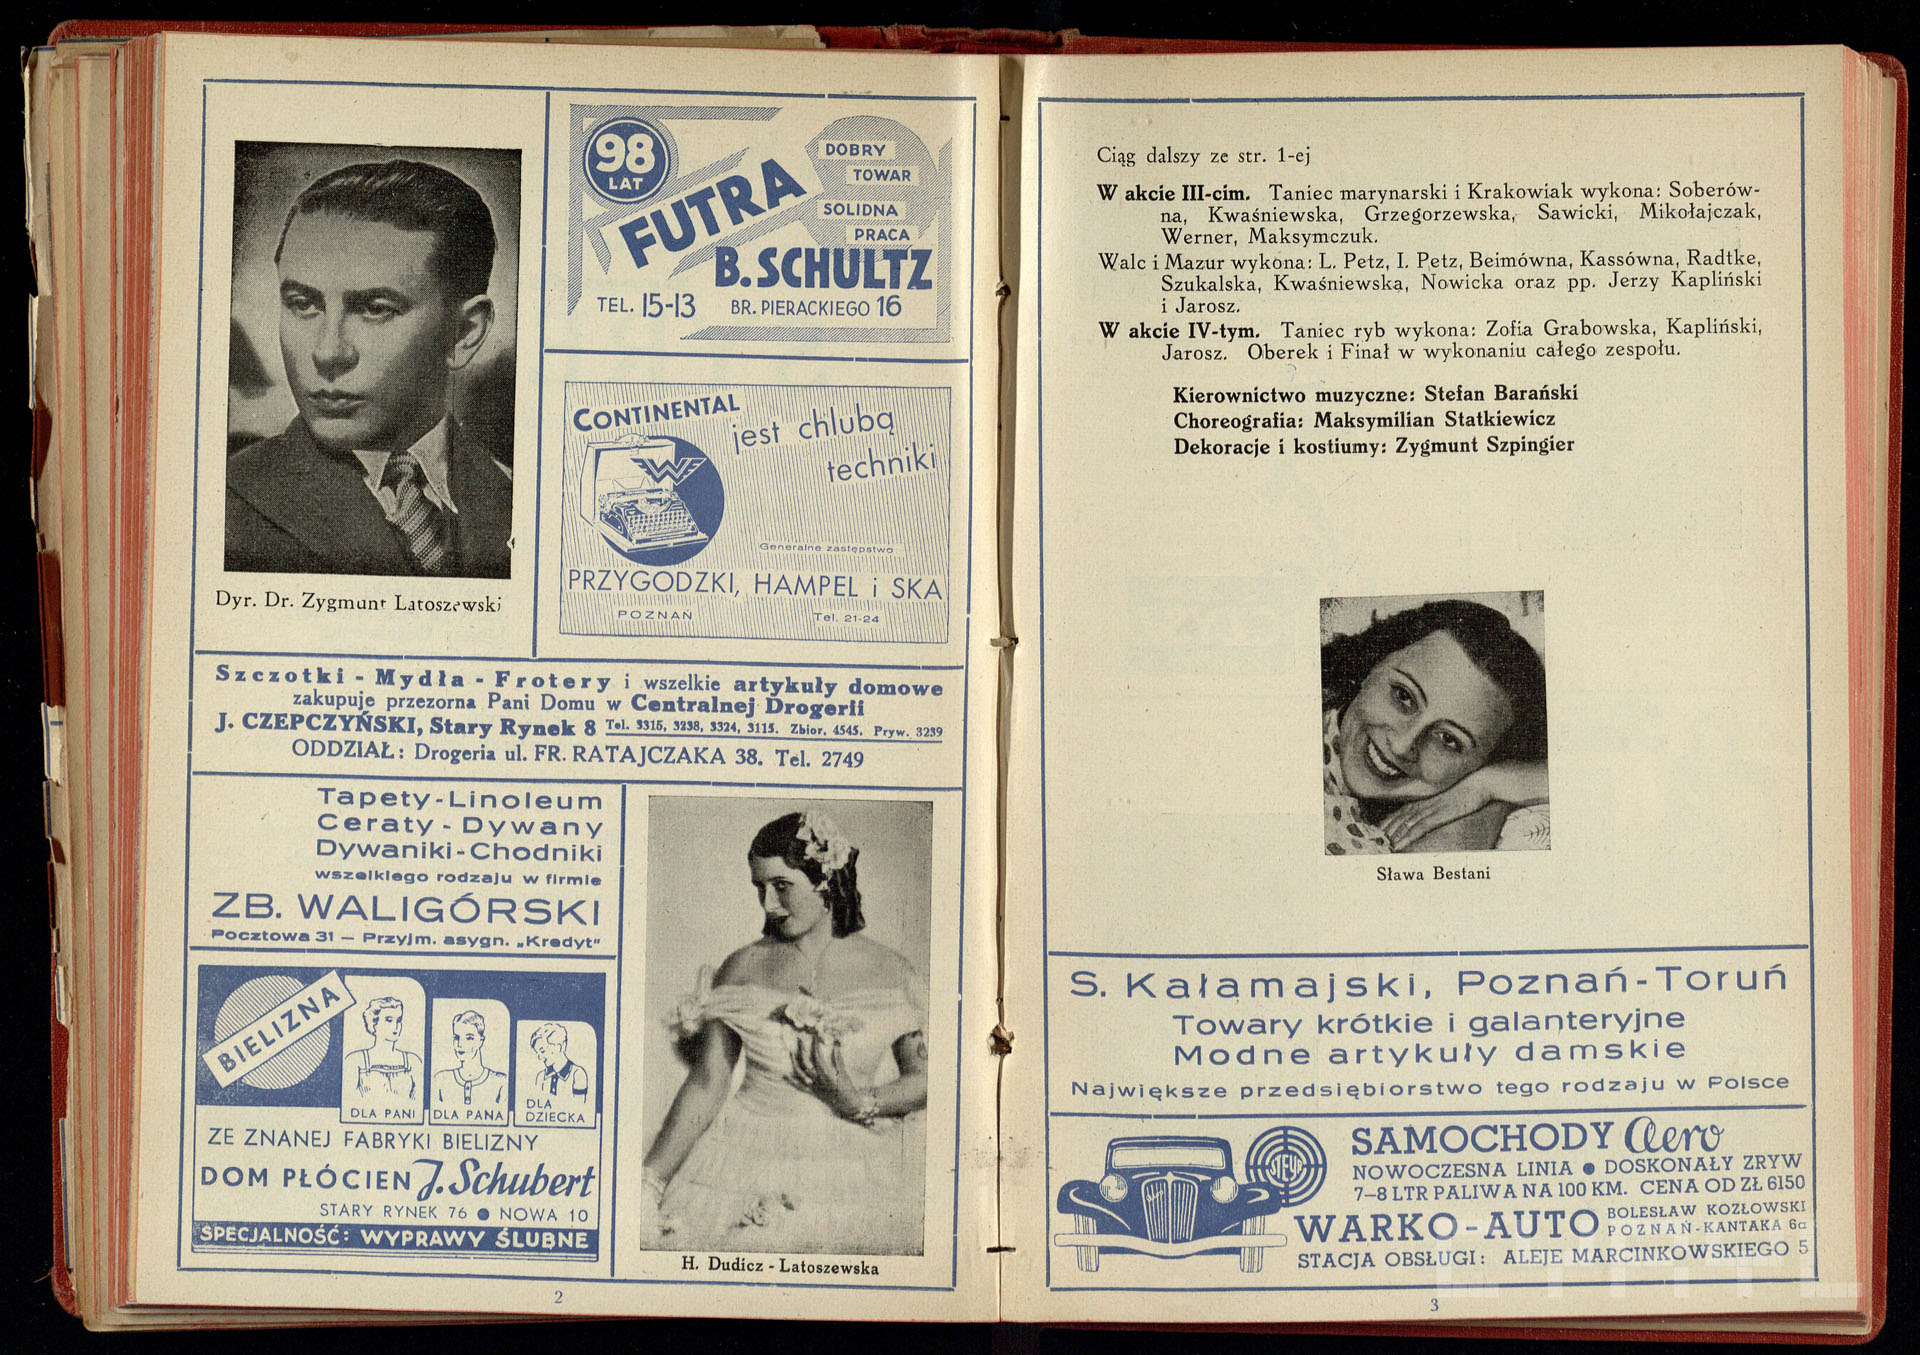 Dyr. Dr. Zygmunt Latoszewski
98
LAT
FUTRA
DOBRY
TOWAR
SOLIDNA
PRACA
B. SCHULTZ
TEL. 15-13 BR. PIERACKIEGO 16
CONTINENTAL
jest chlubą
techniki
Generalne zastępstwo
PRZYGODZKI, HAMPEL i SKA
POZNAŃ Tel. 21-24
Szczotki - Mydła - Frotery i wszelkie artykuły domowe
zakupuje przezorna Pani Domu w Centralnej Drogerii
J. CZEPCZYŃSKI, Stary Rynek 8 Tel. 3315, 3238, 3324, 3115. Zbior. 4545. Pryw. 3239
ODDZIAŁ: Drogeria ul. FR. RATAJCZAKA 38. Tel. 2749
Tapety-Linoleum
Ceraty - Dywany
Dywaniki-Chodniki
wszelkiego rodzaju w firmie
ZB. WALIGÓRSKI
Pocztowa 31 — Przyjm. asygn. „Kredyt"
BIELIZNA
DLA PANI
DLA PANA
DLA
DZIECKA
ZE ZNANEJ FABRYKI BIELIZNY
DOM PŁÓCIEN J. Schubert
STARY RYNEK 76 ● NOWA 10
SPECJALNOŚĆ: WYPRAWY ŚLUBNE
H. Dudicz - Latoszewska
2
Ciąg dalszy ze str. 1-ej
W akcie III-cim. Taniec marynarski i Krakowiak wykona: Soberów-
na, Kwaśniewska, Grzegorzewska, Sawicki, Mikołajczak,
Werner, Maksymczuk.
Walc i Mazur wykona: L. Petz, I. Petz, Beimówna, Kassówna, Radtke,
Szukalska, Kwaśniewska, Nowicka oraz pp. Jerzy Kapliński
i Jarosz.
W akcie IV-tym. Taniec ryb wykona: Zofia Grabowska, Kapliński,
Jarosz. Oberek i Finał w wykonaniu całego zespołu.
Kierownictwo muzyczne: Stefan Barański
Choreografia: Maksymilian Statkiewicz
Dekoracje i kostiumy: Zygmunt Szpingier
Sława Bestani
S. Kałamajski, Poznań-Toruń
Towary krótkie i galanteryjne
Modne artykuły damskie
Największe przedsiębiorstwo tego rodzaju w Polsce
SAMOCHODY Aero
NOWOCZESNA LINIA ● DOSKONAŁY ZRYW
7–8 LTR PALIWA NA 100 KM. CENA OD ZŁ 6150
WARKO-AUTO BOLESŁAW KOZŁOWSKI
POZNAŃ-KANTAKA 6a
STACJA OBSŁUGI: ALEJE MARCINKOWSKIEGO 5
3